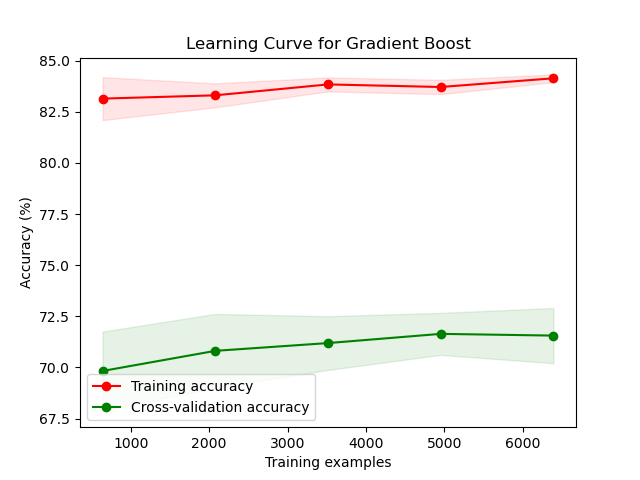 Learning Curve for Gradient Boost
85.0
82.5
80.0
77.5
75.0
72.5
70.0
67.5
Accuracy (%)
Training accuracy
Cross-validation accuracy
1000 2000 3000 4000 5000 6000
Training examples